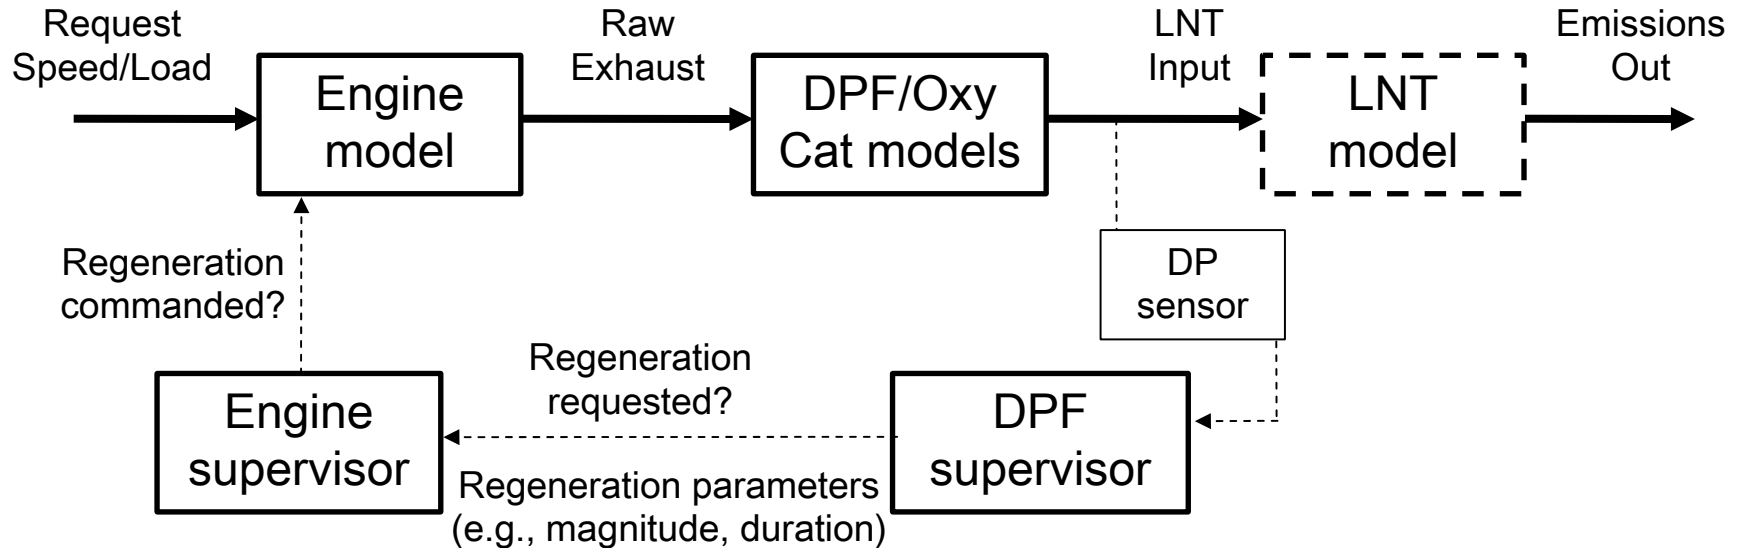 Request
Speed/Load
Engine
model
Raw
Exhaust
DPF/Oxy
Cat models
LNT
Input
LNT
model
Emissions
Out
DP
sensor
Regeneration
commanded?
Engine
supervisor
Regeneration
requested?
Regeneration parameters
(e.g., magnitude, duration)
DPF
supervisor